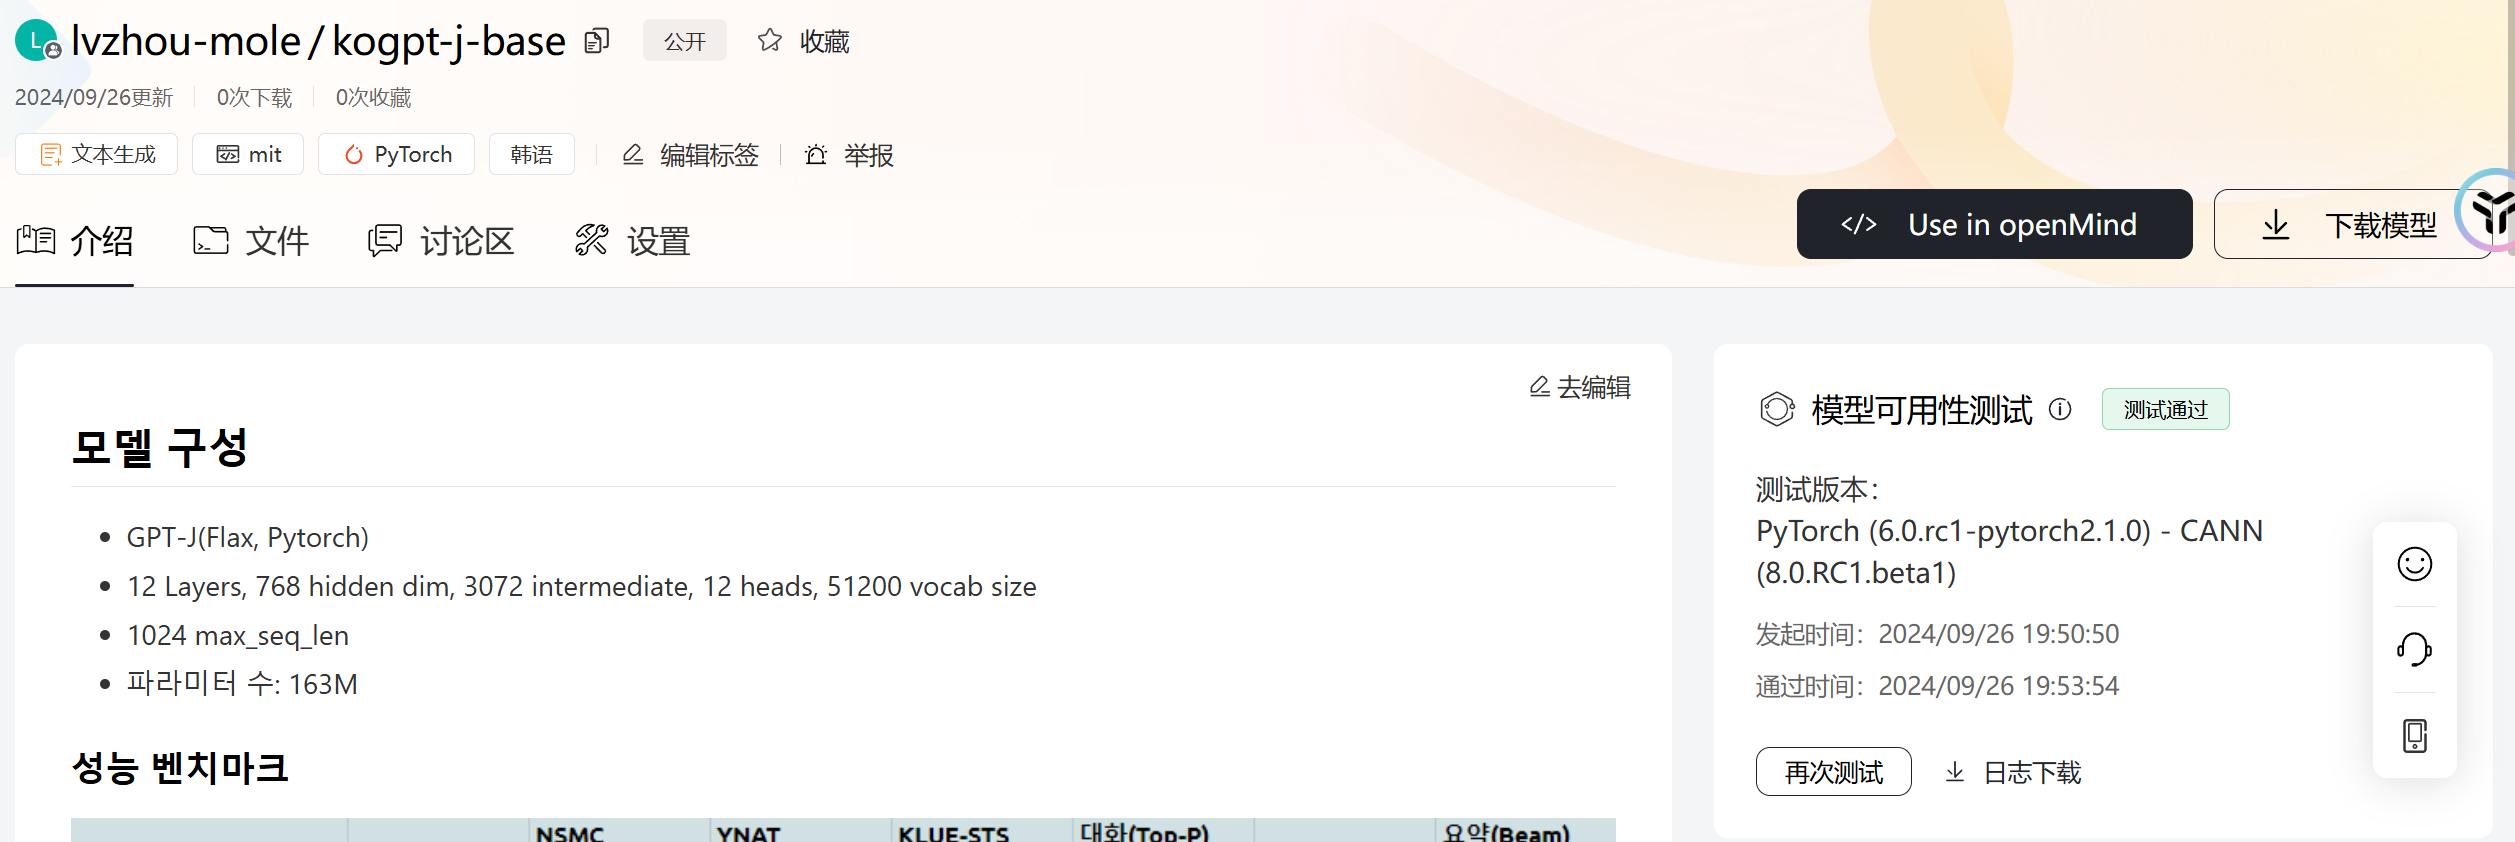 L lvzhou-mole / kogpt-j-base 公开 收藏
2024/09/26更新 0次下载 0次收藏
文本生成 mit PyTorch 韩语 编辑标签 举报
介绍 文件 讨论区 设置
</> Use in openMind 下载模型
去编辑
모델 구성
GPT-J(Flax, Pytorch)
12 Layers, 768 hidden dim, 3072 intermediate, 12 heads, 51200 vocab size
1024 max_seq_len
파라미터 수: 163M
성능 벤치마크
NSMC YNAT KLUE-STS 대화(Top-P) 요약(Beam)
模型可用性测试 测试通过
测试版本：
PyTorch (6.0.rc1-pytorch2.1.0) - CANN
(8.0.RC1.beta1)
发起时间：2024/09/26 19:50:50
通过时间：2024/09/26 19:53:54
再次测试 日志下载